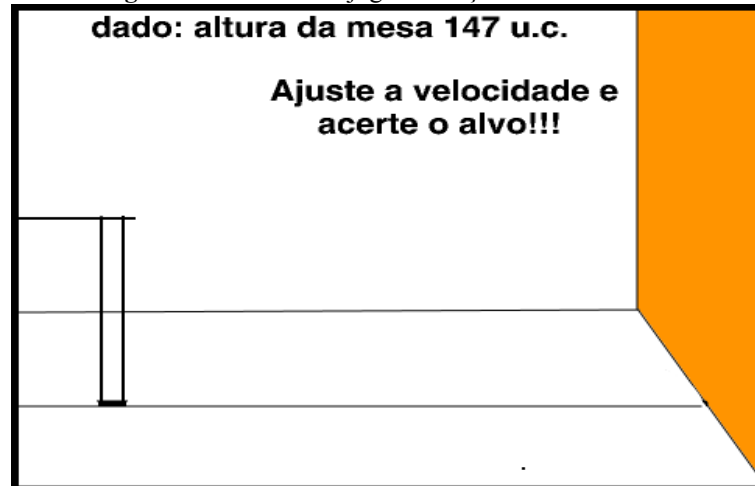 dado: altura da mesa 147 u.c.
Ajuste a velocidade e
acerte o alvo!!!